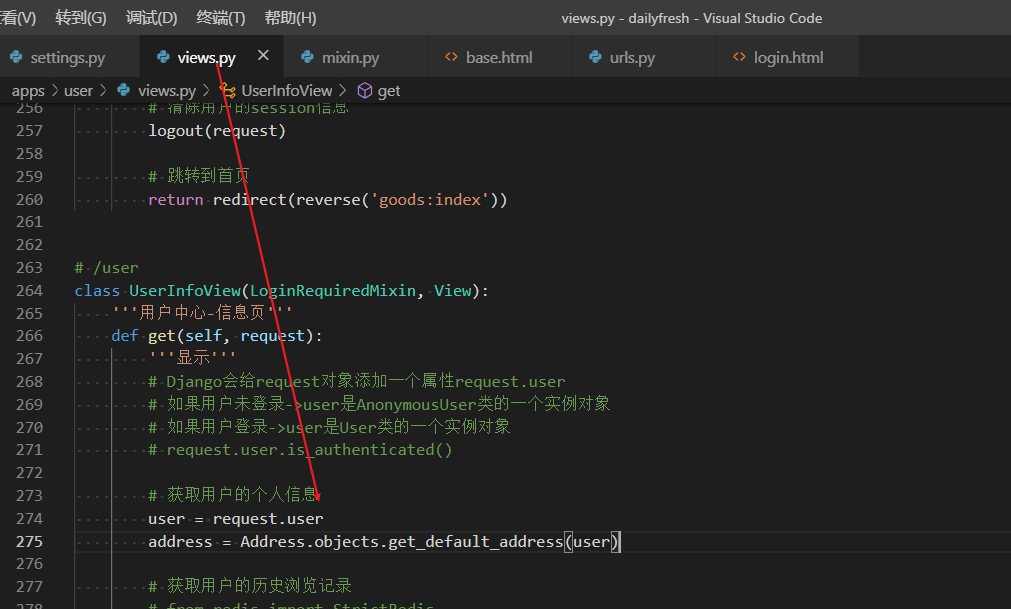 看(V) 转到(G) 调试(D) 终端(T) 帮助(H) views.py - dailyfresh - Visual Studio Code
settings.py views.py × mixin.py <> base.html urls.py <> login.html
apps > user > views.py > UserInfoView > get
256 # 清除用户的session信息
257 logout(request)
258
259 # 跳转到首页
260 return redirect(reverse('goods:index'))
261
262
263 # /user
264 class UserInfoView(LoginRequiredMixin, View):
265 '''用户中心-信息页'''
266 def get(self, request):
267 '''显示'''
268 # Django会给request对象添加一个属性request.user
269 # 如果用户未登录->user是AnonymousUser类的一个实例对象
270 # 如果用户登录->user是User类的一个实例对象
271 # request.user.is_authenticated()
272
273 # 获取用户的个人信息
274 user = request.user
275 address = Address.objects.get_default_address(user)
276
277 # 获取用户的历史浏览记录
278 # from redis import StrictRedis